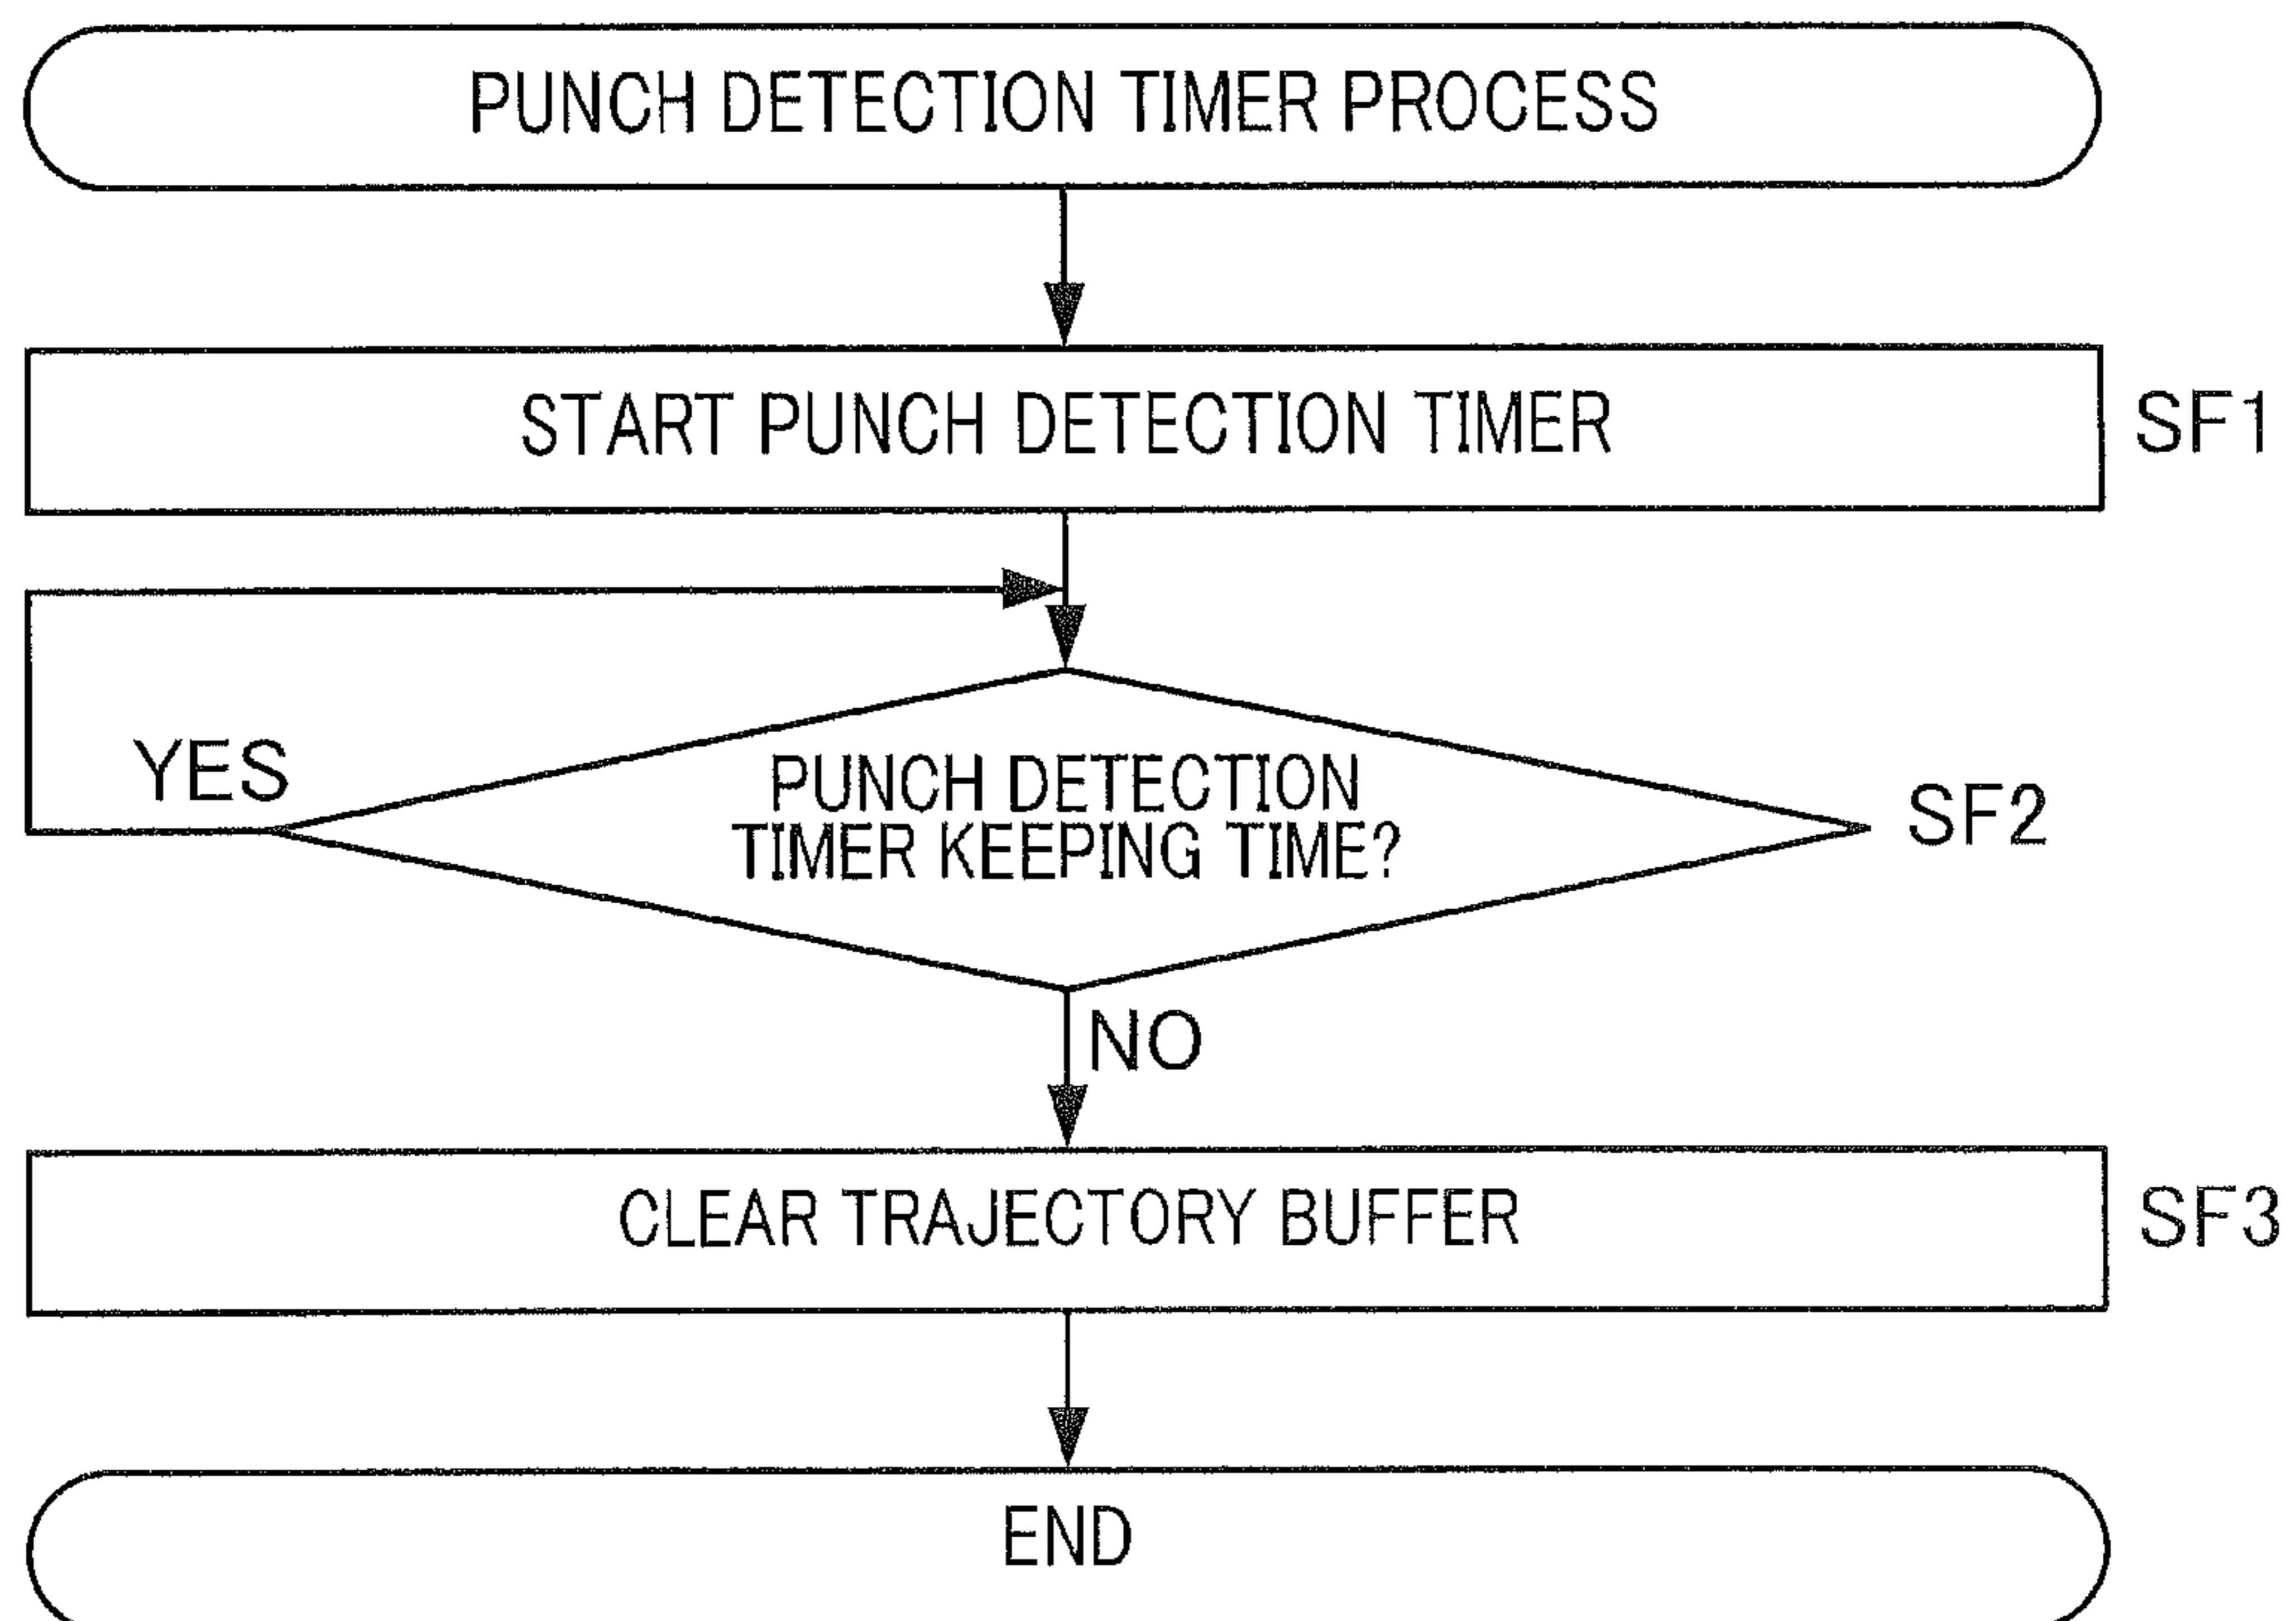 PUNCH DETECTION TIMER PROCESS
START PUNCH DETECTION TIMER
SF1
YES
PUNCH DETECTION
TIMER KEEPING TIME?
SF2
NO
CLEAR TRAJECTORY BUFFER
SF3
END